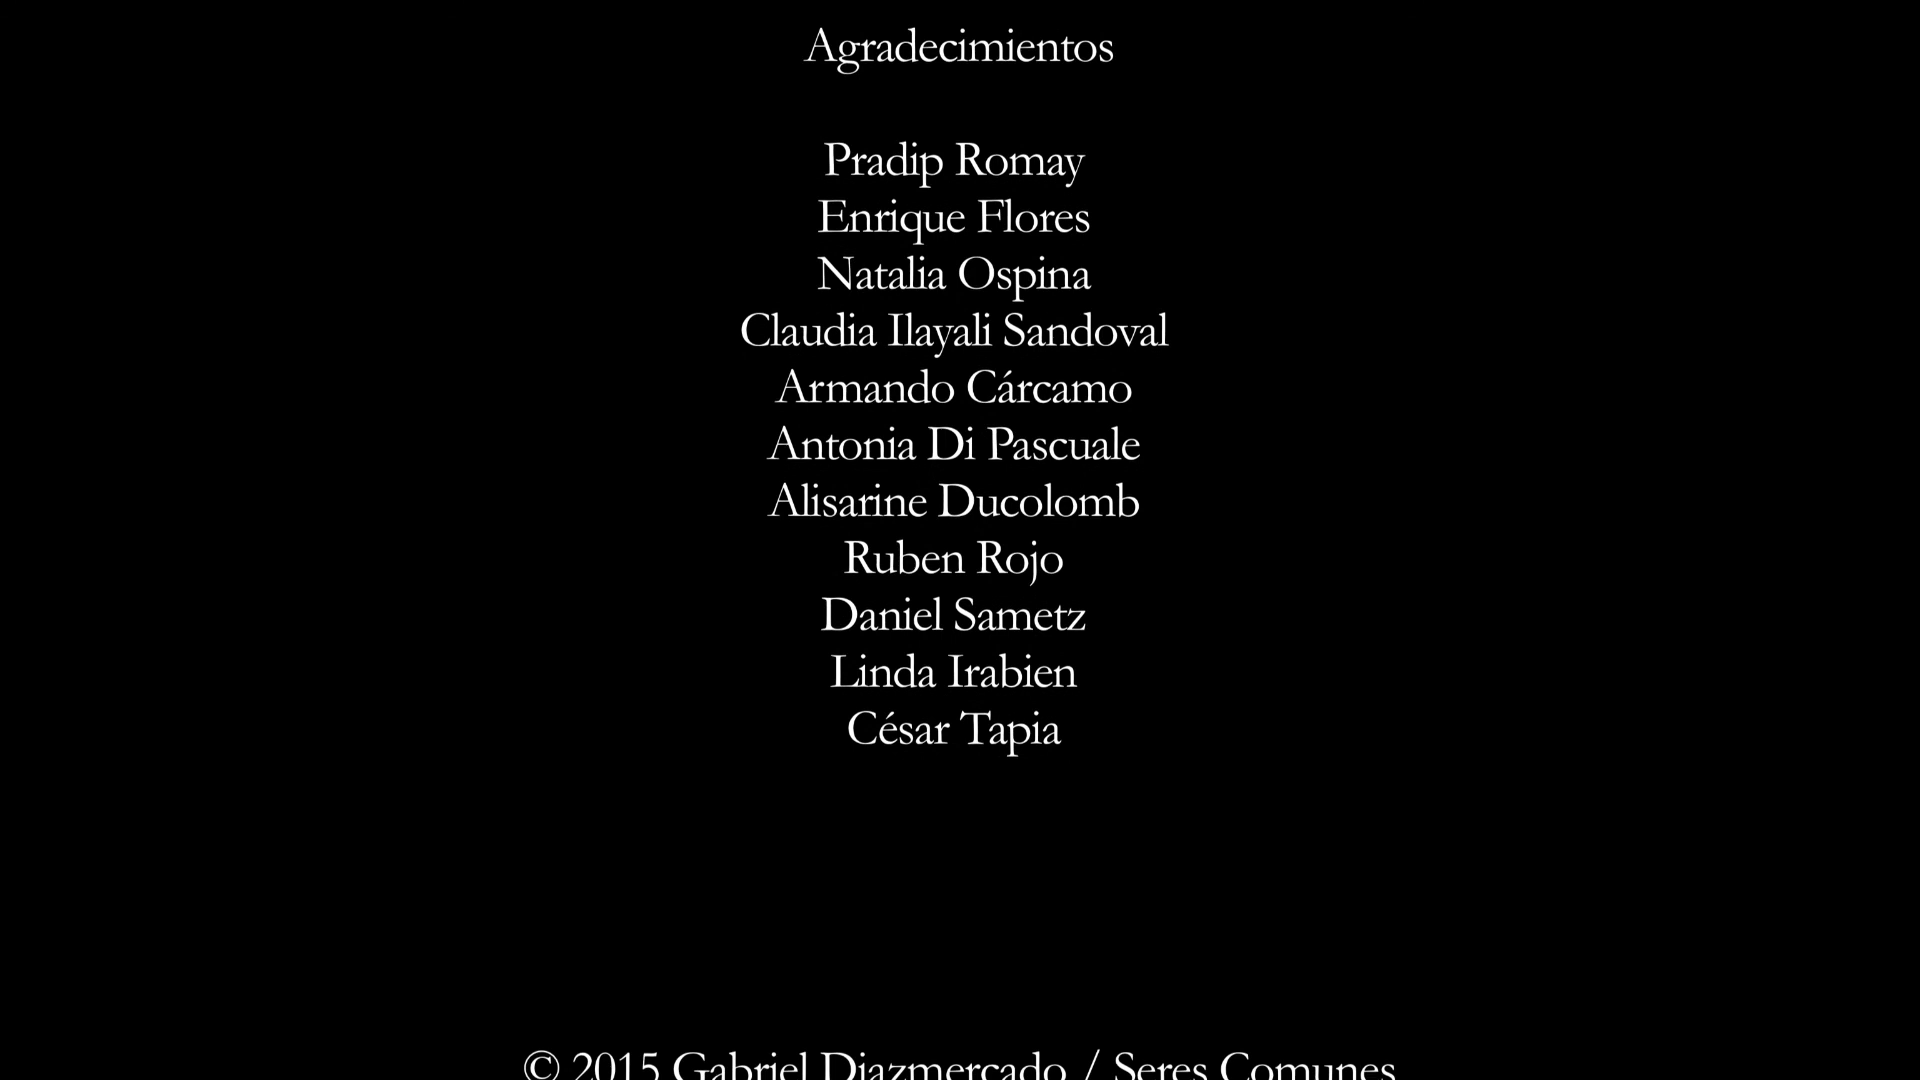 Agradecimientos
Pradip Romay
Enrique Flores
Natalia Ospina
Claudia Ilayali Sandoval
Armando Cárcamo
Antonia Di Pascuale
Alisarine Ducolomb
Ruben Rojo
Daniel Sametz
Linda Irabien
César Tapia
© 2015 Gabriel Diazmercado / Seres Comunes